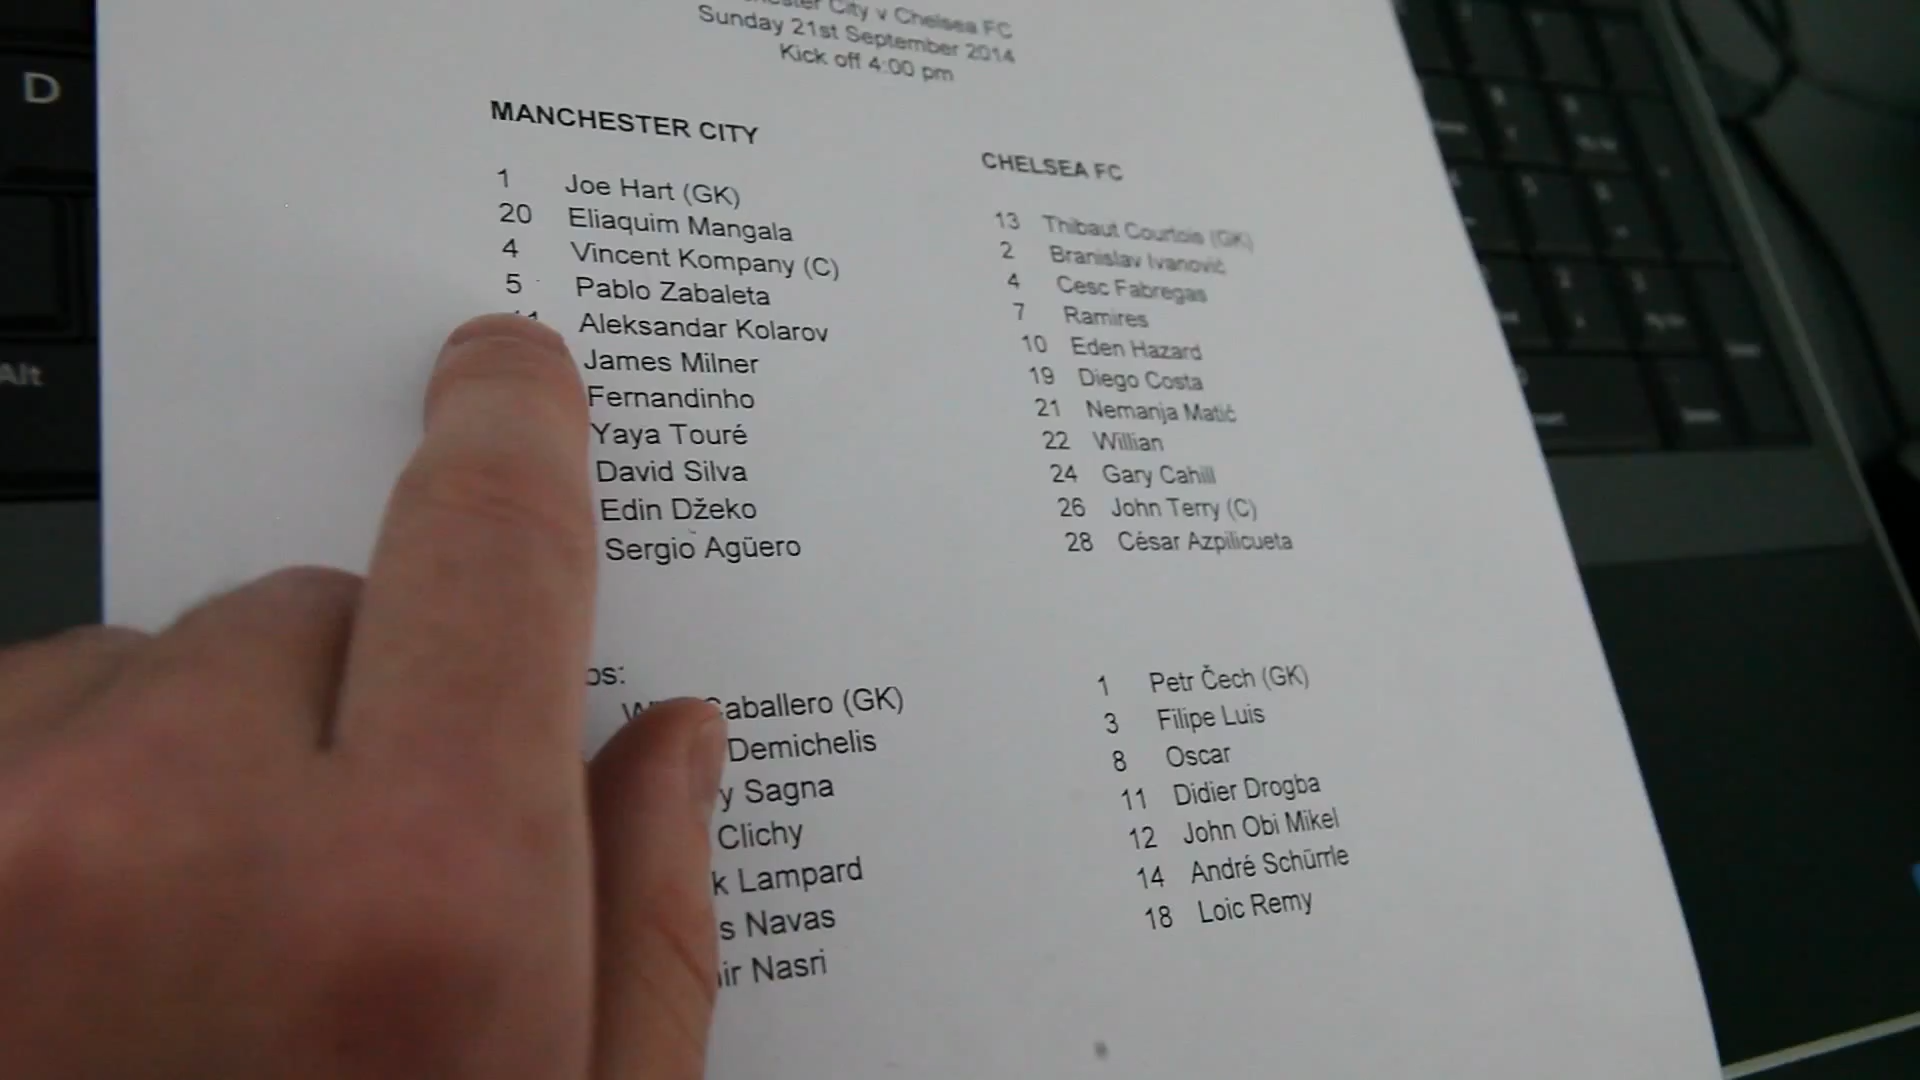 City v Chelsea FC
Sunday 21st September 2014
Kick off 4:00 pm
MANCHESTER CITY
1 Joe Hart (GK)
20 Eliaquim Mangala
4 Vincent Kompany (C)
5 Pablo Zabaleta
Aleksandar Kolarov
James Milner
Fernandinho
Yaya Touré
David Silva
Edin Džeko
Sergio Agüero
Caballero (GK)
Demichelis
Sagna
Clichy
Lampard
Navas
Nasri
CHELSEA FC
13 Thibaut Courtois (GK)
2 Branislav Ivanović
4 Cesc Fabregas
7 Ramires
10 Eden Hazard
19 Diego Costa
21 Nemanja Matić
22 Willian
24 Gary Cahill
26 John Terry (C)
28 César Azpilicueta
1 Petr Čech (GK)
3 Filipe Luis
8 Oscar
11 Didier Drogba
12 John Obi Mikel
14 André Schürrle
18 Loic Remy
D
Alt